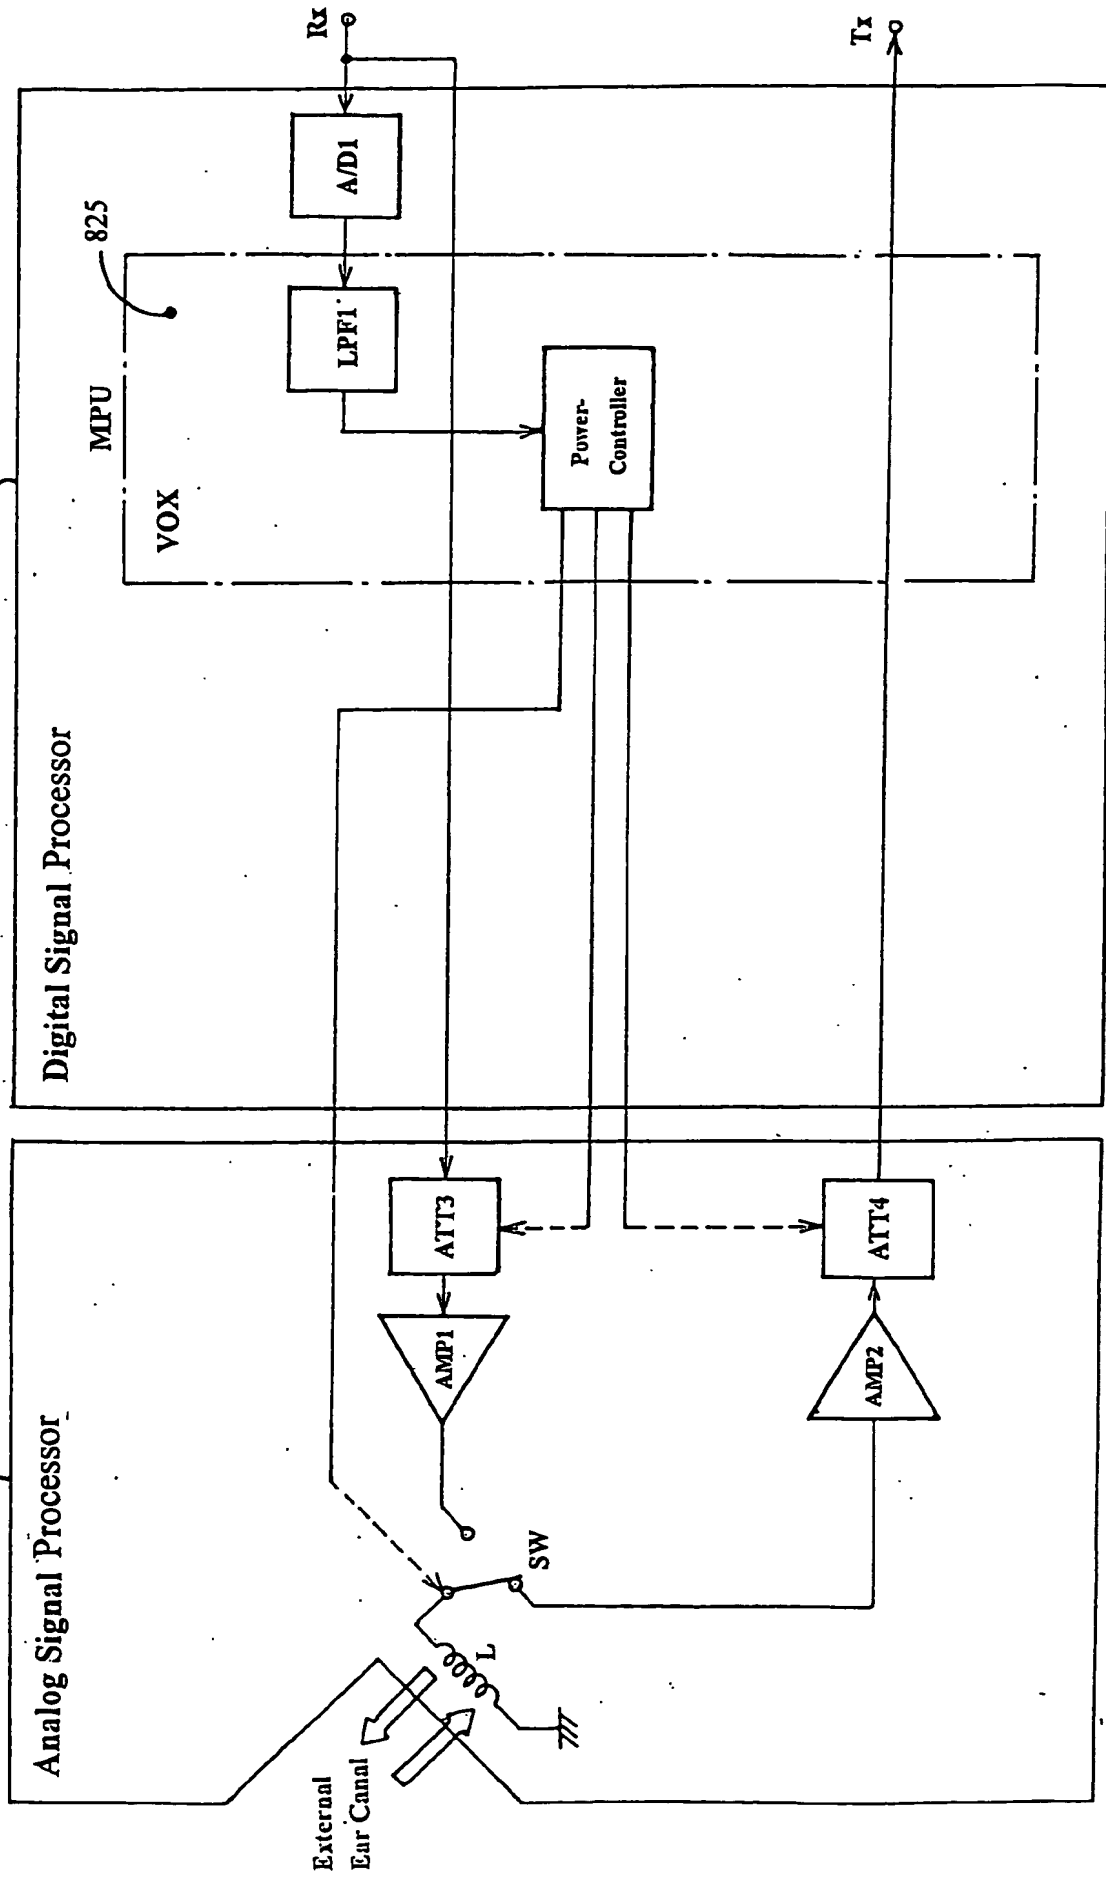 Analog Signal Processor
Digital Signal Processor
MPU
825
VOX
Rx
A/D1
LPF1
Power-
Controller
ATT3
AMP1
External
Ear Canal
L
SW
AMP2
ATT4
Tx